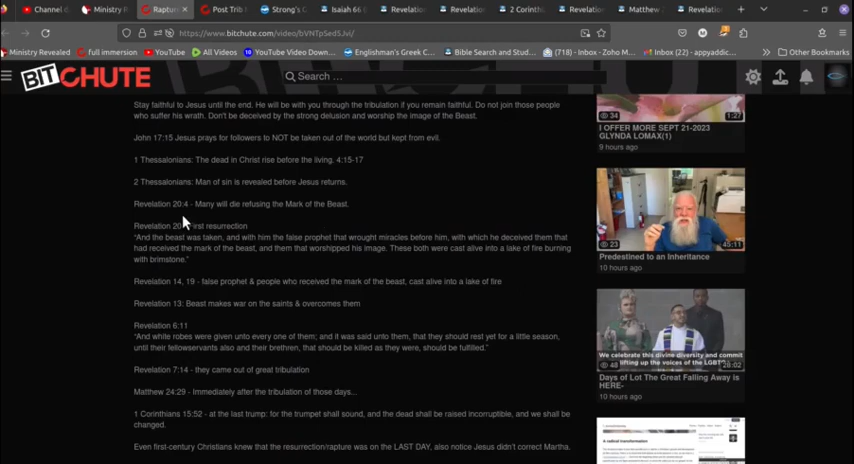 Channel d
Ministry R
Rapture
Post Trib
Strong's G
Isaiah 66
Revelation
Revelation
2 Corinthi
Revelation
Matthew
Revelation
https://www.bitchute.com/video/bVNTpSed5Jvi/
Ministry Revealed
full immersion
YouTube
All Videos
YouTube Video Down...
Englishman's Greek C...
Bible Search and Stud...
(718) - Inbox - Zoho M...
Inbox (22) - appyaddic...
Other Bookmarks
BITCHUTE
Search ...
Stay faithful to Jesus until the end. He will be with you through the tribulation if you remain faithful. Do not join those people
who suffer his wrath. Don't be deceived by the strong delusion and worship the image of the Beast.
John 17:15 Jesus prays for followers to NOT be taken out of the world but kept from evil.
1 Thessalonians: The dead in Christ rise before the living. 4:15-17
2 Thessalonians: Man of sin is revealed before Jesus returns.
Revelation 20:4 - Many will die refusing the Mark of the Beast.
Revelation 20 First resurrection
“And the beast was taken, and with him the false prophet that wrought miracles before him, with which he deceived them that
had received the mark of the beast, and them that worshipped his image. These both were cast alive into a lake of fire burning
with brimstone.”
Revelation 14, 19 - false prophet & people who received the mark of the beast, cast alive into a lake of fire
Revelation 13: Beast makes war on the saints & overcomes them
Revelation 6:11
“And white robes were given unto every one of them; and it was said unto them, that they should rest yet for a little season,
until their fellowservants also and their brethren, that should be killed as they were, should be fulfilled.”
Revelation 7:14 - they came out of great tribulation
Matthew 24:29 - Immediately after the tribulation of those days...
1 Corinthians 15:52 - at the last trump: for the trumpet shall sound, and the dead shall be raised incorruptible, and we shall be
changed.
Even first-century Christians knew that the resurrection/rapture was on the LAST DAY, also notice Jesus didn't correct Martha.
34
1:27
I OFFER MORE SEPT 21-2023
GLYNDA LOMAX(1)
9 hours ago
23
45:11
Predestined to an Inheritance
10 hours ago
We celebrate this divine diversity and commit
lifting up the voices of the LGBT
48
28:02
Days of Lot The Great Falling Away is
HERE-
10 hours ago
A radical transformation